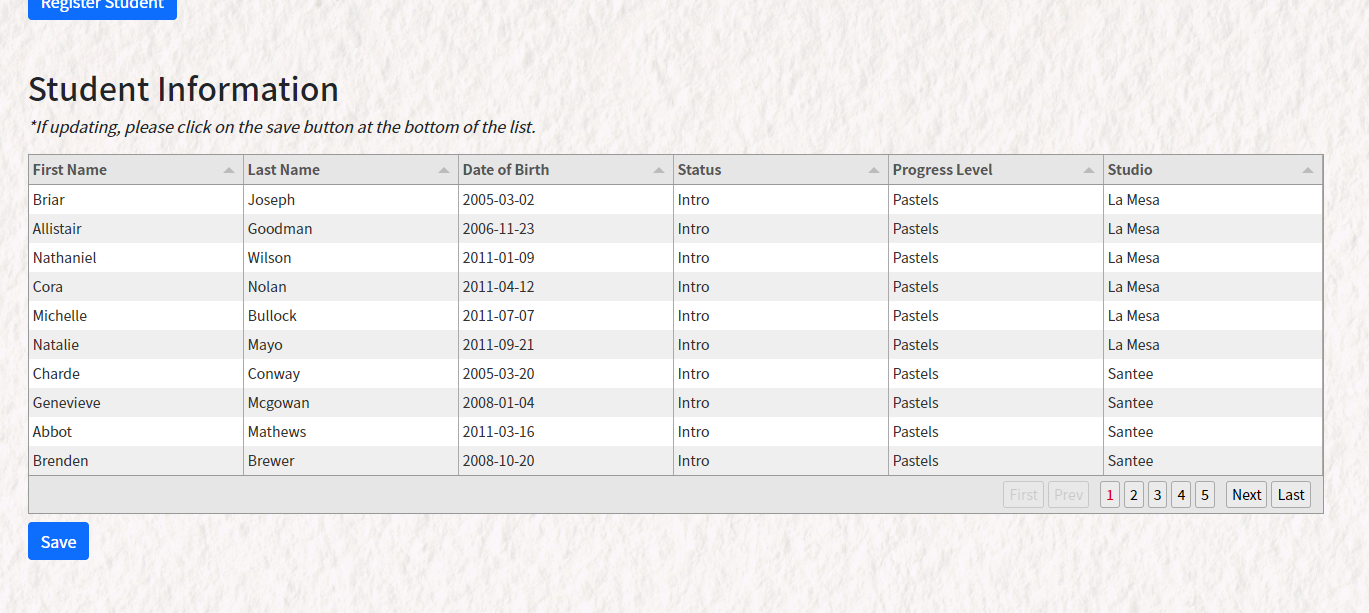 Register Student
Student Information
*If updating, please click on the save button at the bottom of the list.
First Name Last Name Date of Birth Status Progress Level Studio
Briar Joseph 2005-03-02 Intro Pastels La Mesa
Allistair Goodman 2006-11-23 Intro Pastels La Mesa
Nathaniel Wilson 2011-01-09 Intro Pastels La Mesa
Cora Nolan 2011-04-12 Intro Pastels La Mesa
Michelle Bullock 2011-07-07 Intro Pastels La Mesa
Natalie Mayo 2011-09-21 Intro Pastels La Mesa
Charde Conway 2005-03-20 Intro Pastels Santee
Genevieve Mcgowan 2008-01-04 Intro Pastels Santee
Abbot Mathews 2011-03-16 Intro Pastels Santee
Brenden Brewer 2008-10-20 Intro Pastels Santee
First Prev 1 2 3 4 5 Next Last
Save